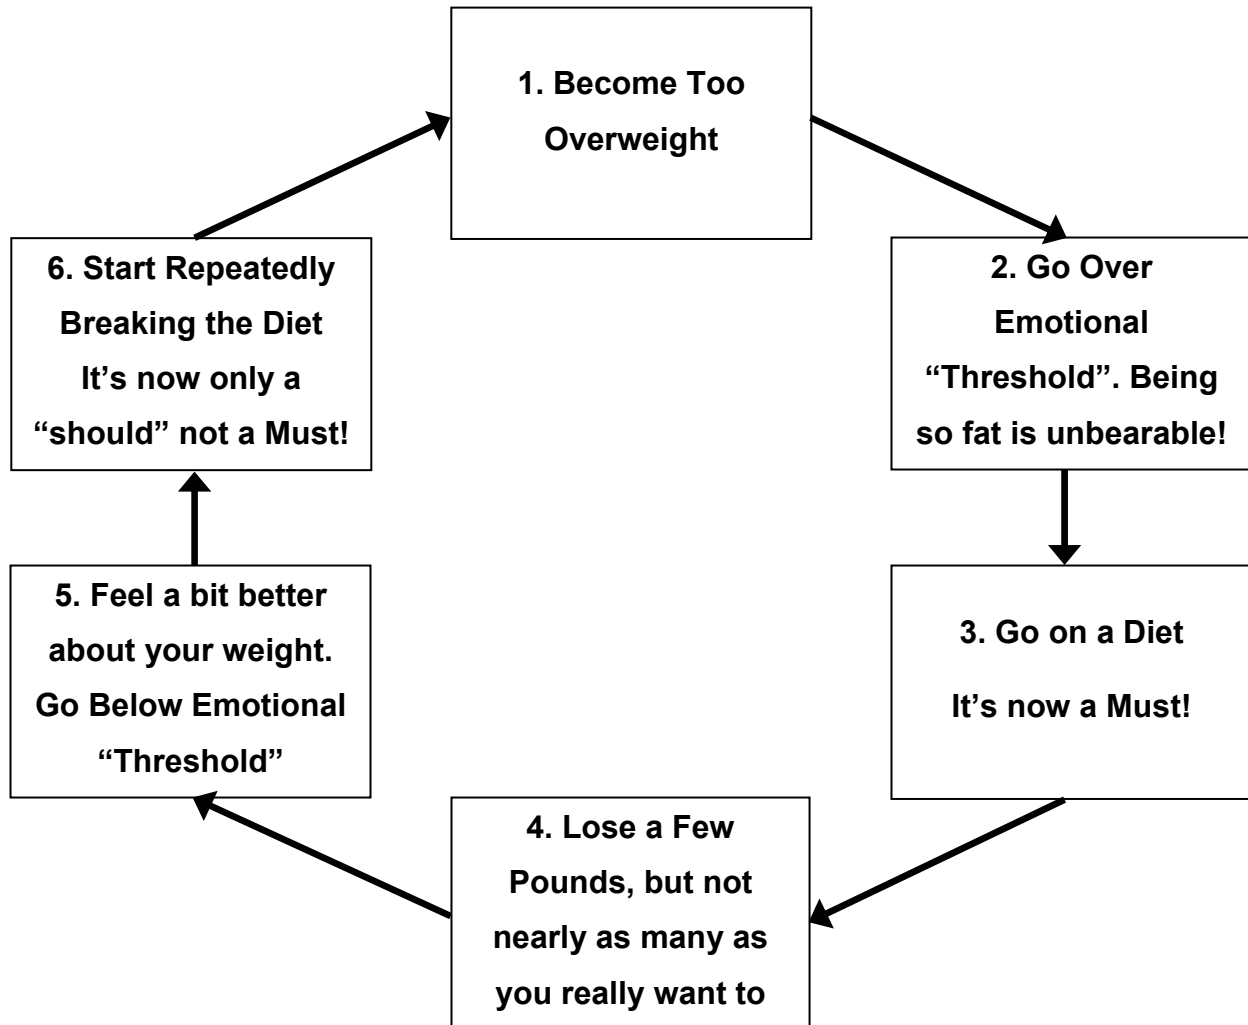 1. Become Too
Overweight
2. Go Over
Emotional
“Threshold”. Being
so fat is unbearable!
3. Go on a Diet
It’s now a Must!
4. Lose a Few
Pounds, but not
nearly as many as
you really want to
5. Feel a bit better
about your weight.
Go Below Emotional
“Threshold”
6. Start Repeatedly
Breaking the Diet
It’s now only a
“should” not a Must!